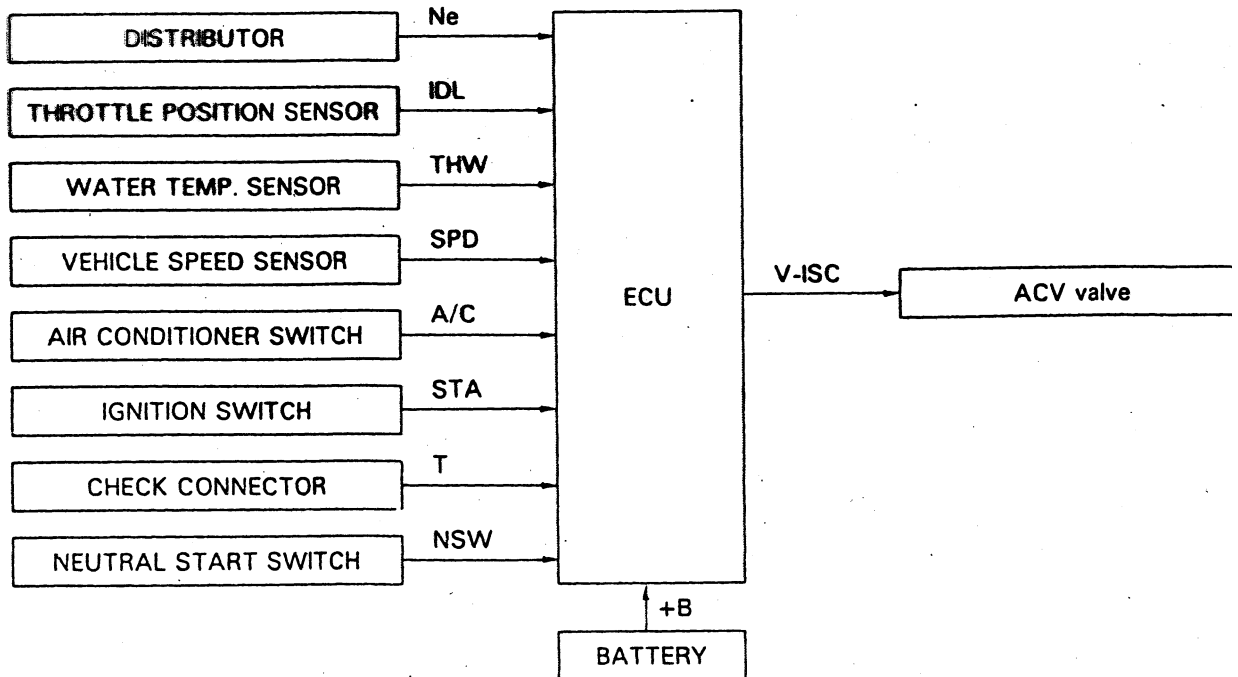 DISTRIBUTOR Ne
THROTTLE POSITION SENSOR IDL
WATER TEMP. SENSOR THW
VEHICLE SPEED SENSOR SPD
AIR CONDITIONER SWITCH A/C
IGNITION SWITCH STA
CHECK CONNECTOR T
NEUTRAL START SWITCH NSW
ECU
V-ISC
ACV valve
+B
BATTERY